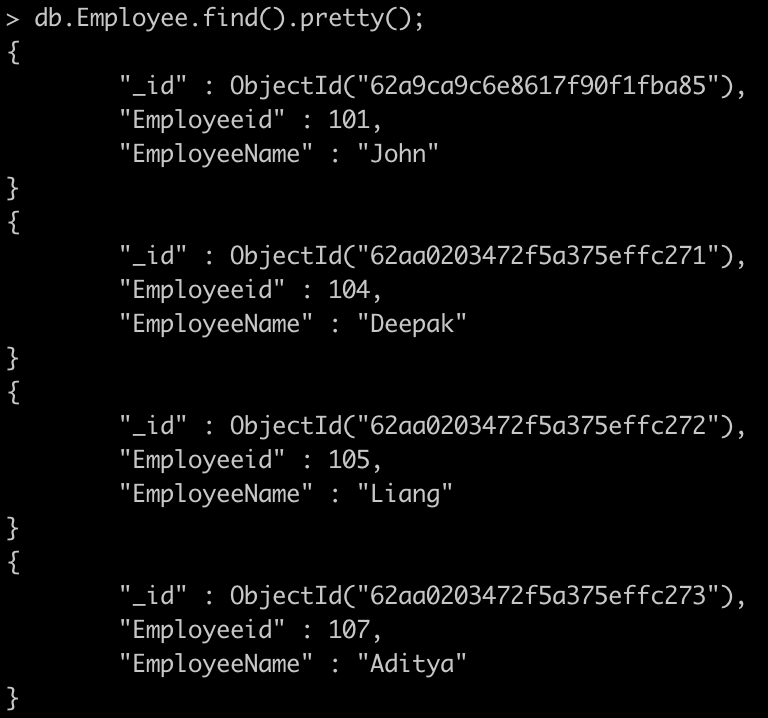 > db.Employee.find().pretty();
{
        "_id" : ObjectId("62a9ca9c6e8617f90f1fba85"),
        "Employeeid" : 101,
        "EmployeeName" : "John"
}
{
        "_id" : ObjectId("62aa0203472f5a375effc271"),
        "Employeeid" : 104,
        "EmployeeName" : "Deepak"
}
{
        "_id" : ObjectId("62aa0203472f5a375effc272"),
        "Employeeid" : 105,
        "EmployeeName" : "Liang"
}
{
        "_id" : ObjectId("62aa0203472f5a375effc273"),
        "Employeeid" : 107,
        "EmployeeName" : "Aditya"
}